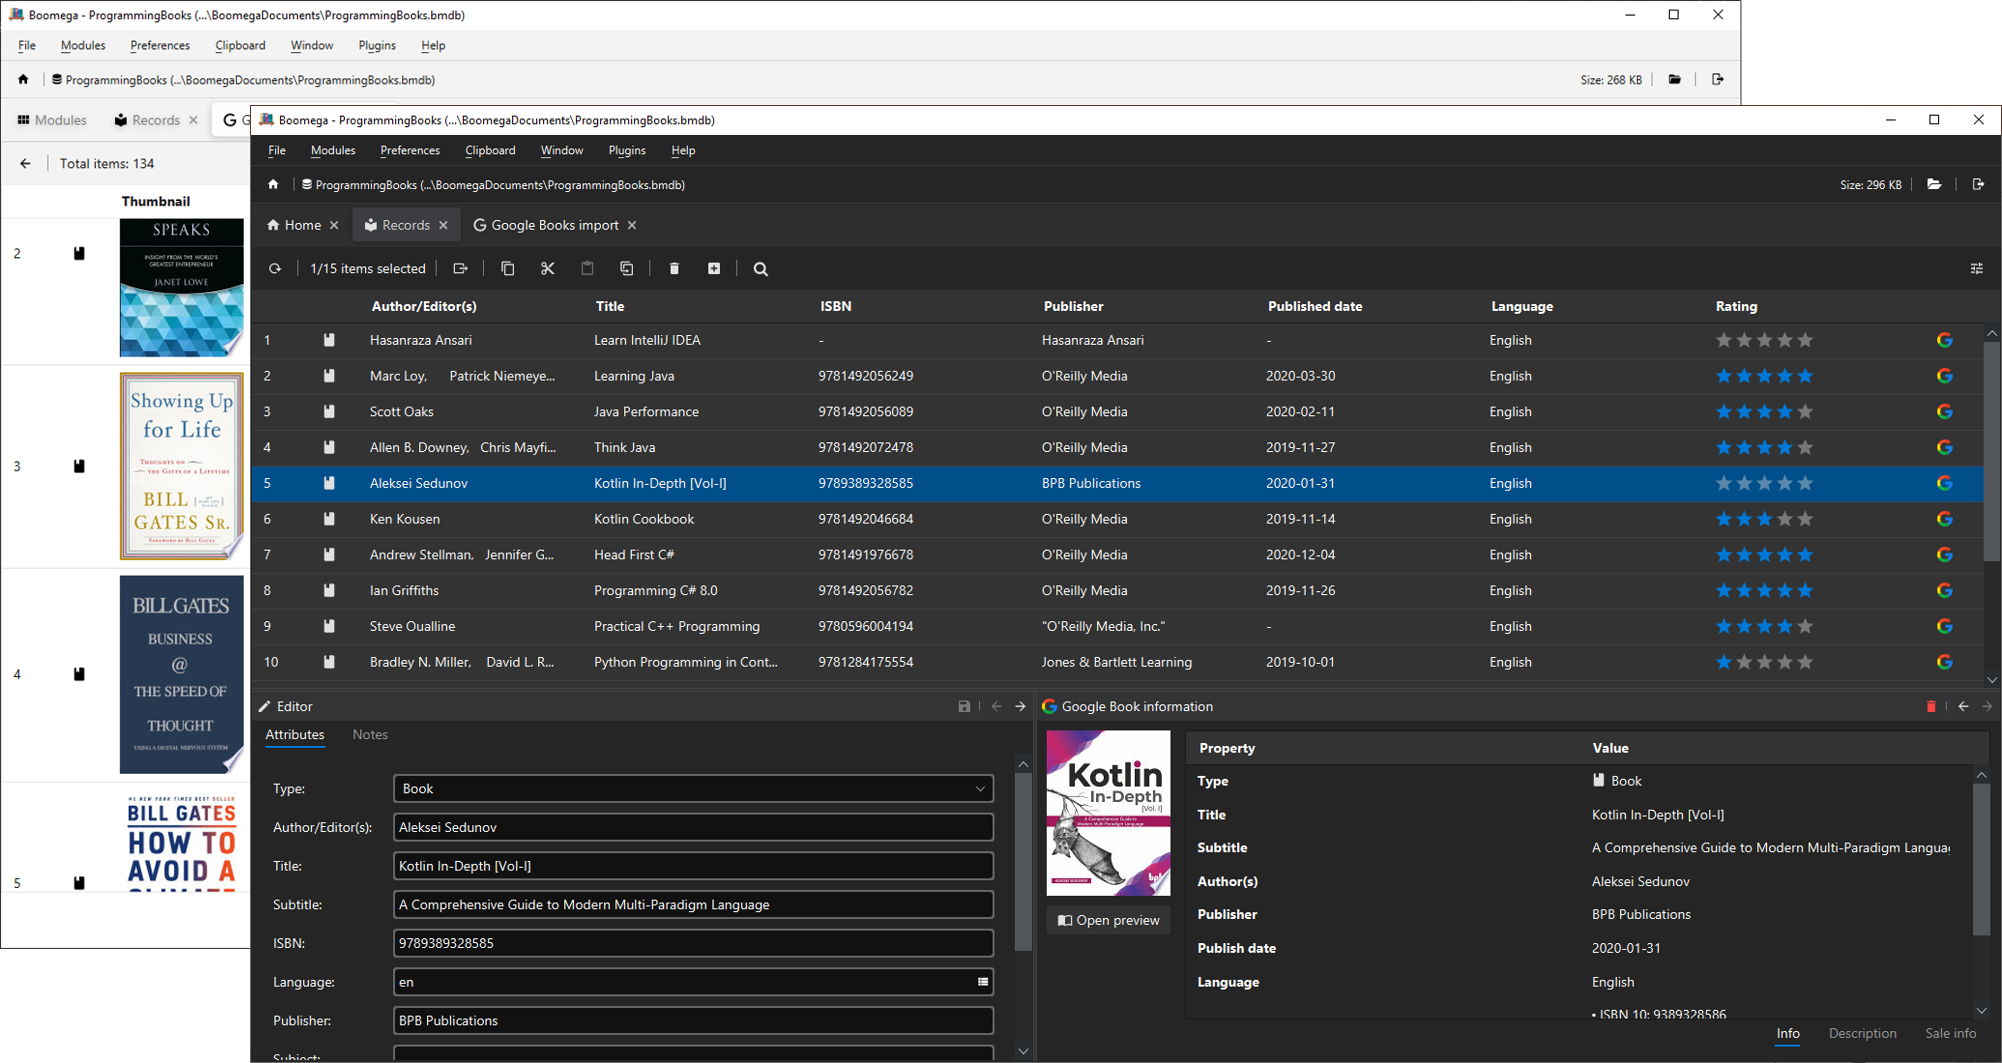 Boomega - ProgrammingBooks (...\BoomegaDocuments\ProgrammingBooks.bmdb)
File Modules Preferences Clipboard Window Plugins Help
ProgrammingBooks (...\BoomegaDocuments\ProgrammingBooks.bmdb) Size: 268 KB
Modules Records G
Total items: 134
Thumbnail
2
SPEAKS
INSIGHT FROM THE WORLD'S
GREATEST ENTREPRENEUR
JANET LOWE
3
Showing Up
for Life
THOUGHTS ON
THE GIFTS OF A LIFETIME
BILL
GATES SR.
FOREWORD BY BILL GATES
4
BILL GATES
BUSINESS
@
THE SPEED OF
THOUGHT
USING A DIGITAL NERVOUS SYSTEM
5
#1 NEW YORK TIMES BEST SELLER
BILL GATES
HOW TO
AVOID A
CLIMATE
Boomega - ProgrammingBooks (...\BoomegaDocuments\ProgrammingBooks.bmdb)
File Modules Preferences Clipboard Window Plugins Help
ProgrammingBooks (...\BoomegaDocuments\ProgrammingBooks.bmdb) Size: 296 KB
Home Records Google Books import
1/15 items selected
Author/Editor(s) Title ISBN Publisher Published date Language Rating
1 Hasanraza Ansari Learn IntelliJ IDEA - Hasanraza Ansari - English
2 Marc Loy, Patrick Niemeye... Learning Java 9781492056249 O'Reilly Media 2020-03-30 English
3 Scott Oaks Java Performance 9781492056089 O'Reilly Media 2020-02-11 English
4 Allen B. Downey, Chris Mayfi... Think Java 9781492072478 O'Reilly Media 2019-11-27 English
5 Aleksei Sedunov Kotlin In-Depth [Vol-I] 9789389328585 BPB Publications 2020-01-31 English
6 Ken Kousen Kotlin Cookbook 9781492046684 O'Reilly Media 2019-11-14 English
7 Andrew Stellman, Jennifer G... Head First C# 9781491976678 O'Reilly Media 2020-12-04 English
8 Ian Griffiths Programming C# 8.0 9781492056782 O'Reilly Media 2019-11-26 English
9 Steve Oualline Practical C++ Programming 9780596004194 "O'Reilly Media, Inc." - English
10 Bradley N. Miller, David L. R... Python Programming in Cont... 9781284175554 Jones & Bartlett Learning 2019-10-01 English
Editor
Attributes Notes
Type: Book
Author/Editor(s): Aleksei Sedunov
Title: Kotlin In-Depth [Vol-I]
Subtitle: A Comprehensive Guide to Modern Multi-Paradigm Language
ISBN: 9789389328585
Language: en
Publisher: BPB Publications
Subject:
Google Book information
Kotlin
In-Depth
[Vol. I]
A Comprehensive Guide to
Modern Multi-Paradigm Language
ALEKSEI SEDUNOV
bpb
Open preview
Property Value
Type Book
Title Kotlin In-Depth [Vol-I]
Subtitle A Comprehensive Guide to Modern Multi-Paradigm Langua
Author(s) Aleksei Sedunov
Publisher BPB Publications
Publish date 2020-01-31
Language English
• ISBN 10: 9389328586
Info Description Sale info